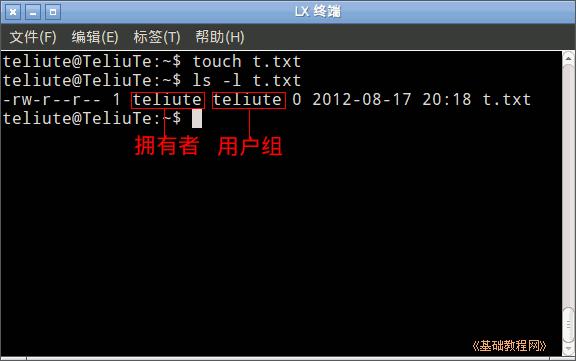 LX 终端
文件(F) 编辑(E) 标签(T) 帮助(H)
teliute@TeliuTe:~$ touch t.txt
teliute@TeliuTe:~$ ls -l t.txt
-rw-r--r-- 1 teliute teliute 0 2012-08-17 20:18 t.txt
teliute@TeliuTe:~$
拥有者 用户组
《基础教程网》